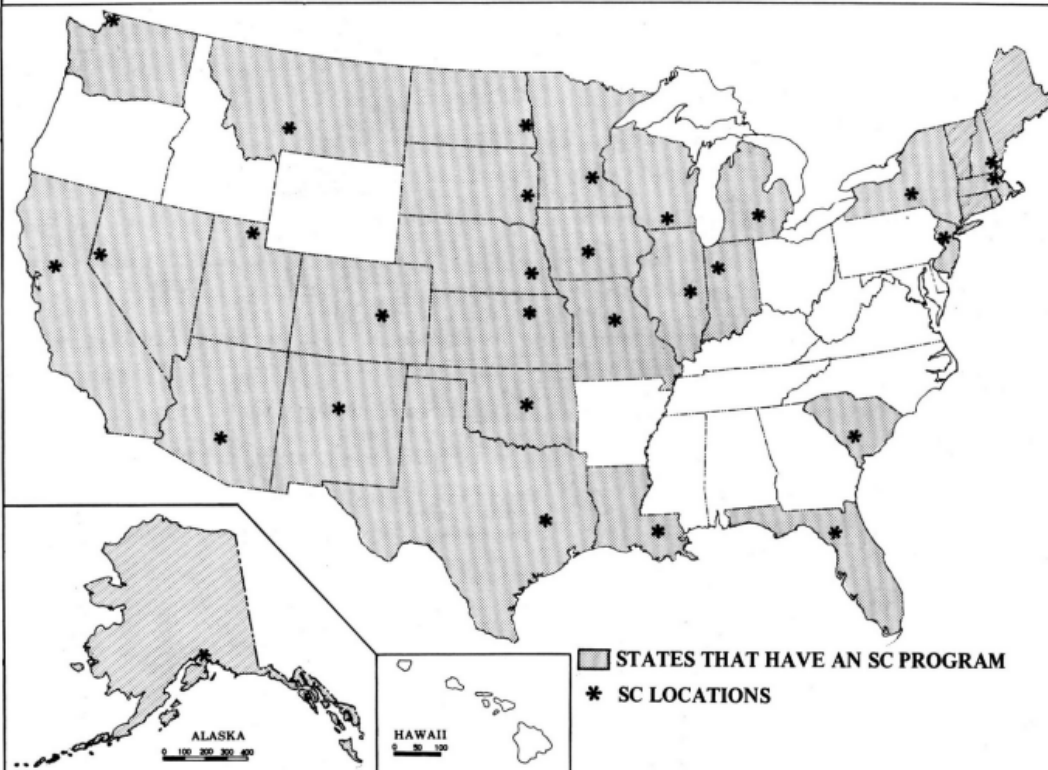 STATES THAT HAVE AN SC PROGRAM
* SC LOCATIONS
ALASKA
0 100 200 300 400
HAWAII
0 50 100